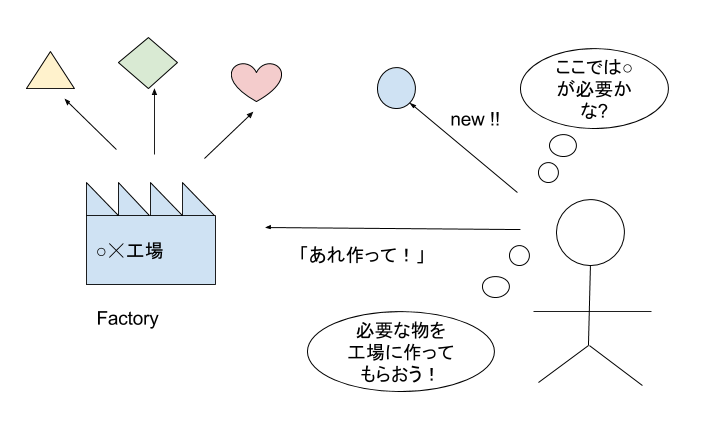 ここでは○
が必要か
な?
new !!
○×工場
「あれ作って！」
Factory
必要な物を
工場に作って
もらおう！